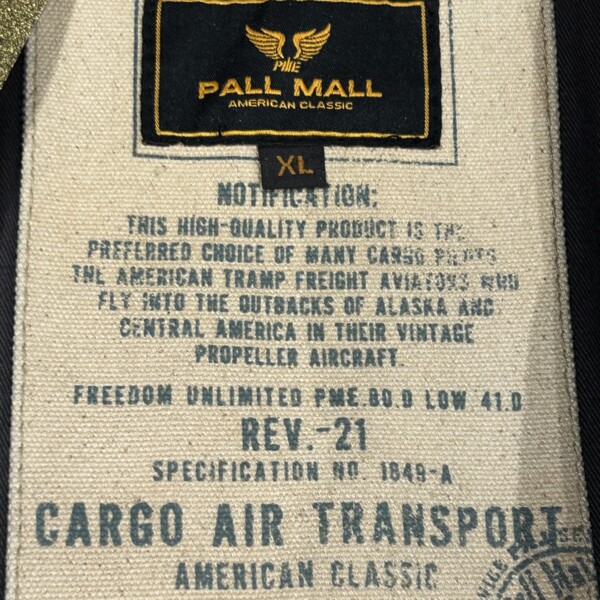 PME
PALL MALL
AMERICAN CLASSIC
XL
NOTIFICATION:
THIS HIGH-QUALITY PRODUCT IS THE
PREFERRED CHOICE OF MANY CARGO PILOTS
THE AMERICAN TRAMP FREIGHT AVIATORS WHO
FLY INTO THE OUTBACKS OF ALASKA AND
CENTRAL AMERICA IN THEIR VINTAGE
PROPELLER AIRCRAFT.
FREEDOM UNLIMITED PME 80.0 LOW 41.0
REV.-21
SPECIFICATION NO. 1849-A
CARGO AIR TRANSPORT
AMERICAN CLASSIC